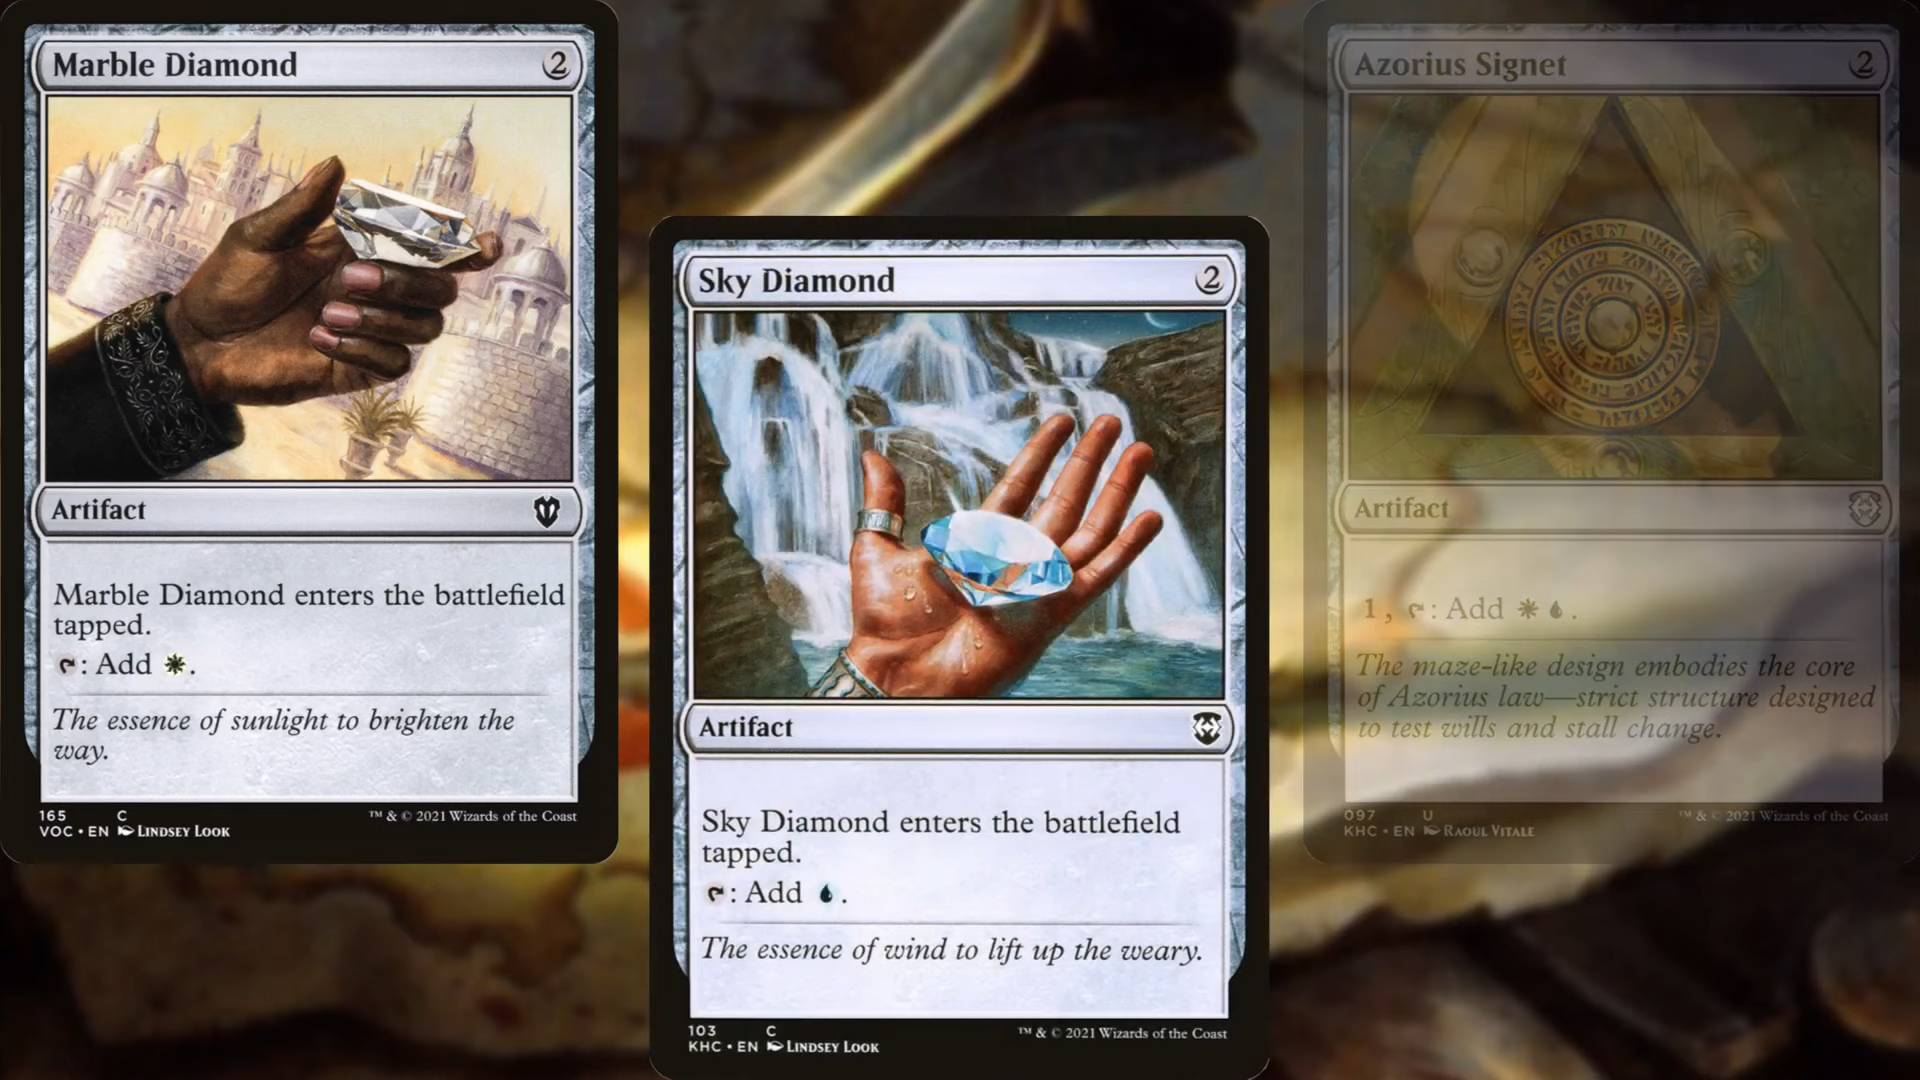 Marble Diamond 2
Artifact
Marble Diamond enters the battlefield
tapped.
: Add .
The essence of sunlight to brighten the
way.
165 C
VOC • EN LINDSEY LOOK
™ & © 2021 Wizards of the Coast
Sky Diamond 2
Artifact
Sky Diamond enters the battlefield
tapped.
: Add .
The essence of wind to lift up the weary.
103 C
KHC • EN LINDSEY LOOK
™ & © 2021 Wizards of the Coast
Azorius Signet 2
Artifact
1, : Add .
The maze-like design embodies the core
of Azorius law—strict structure designed
to test wills and stall change.
097 U
KHC • EN RAOUL VITALE
™ & © 2021 Wizards of the Coast